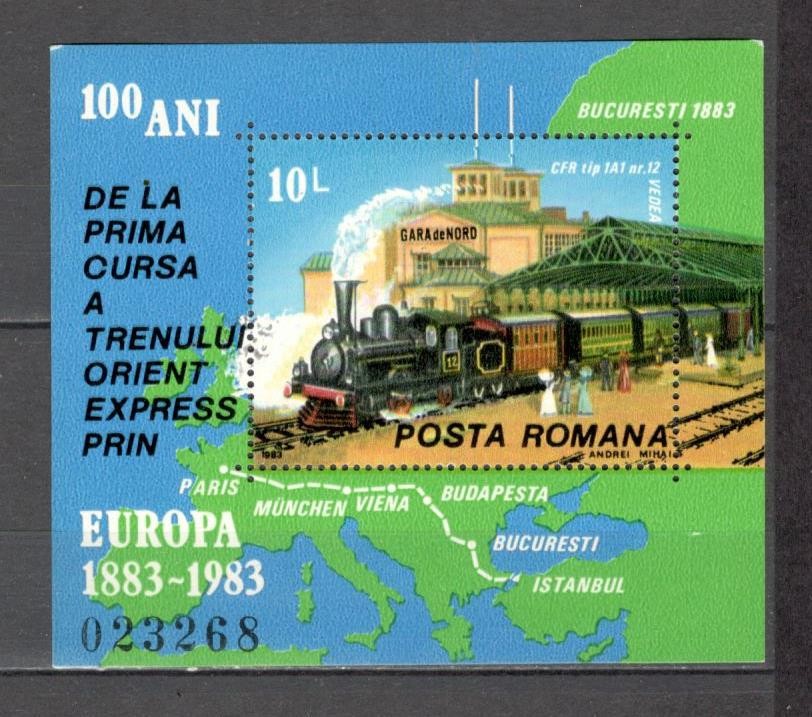 100 ANI
DE LA
PRIMA
CURSA
A
TRENULUI
ORIENT
EXPRESS
PRIN
EUROPA
1883~1983
023268
BUCURESTI 1883
10 L
CFR tip 1A1 nr.12
VEDEA
GARA de NORD
12
POSTA ROMANA
1983
ANDREI MIHAI
PARIS
MÜNCHEN
VIENA
BUDAPESTA
BUCURESTI
ISTANBUL